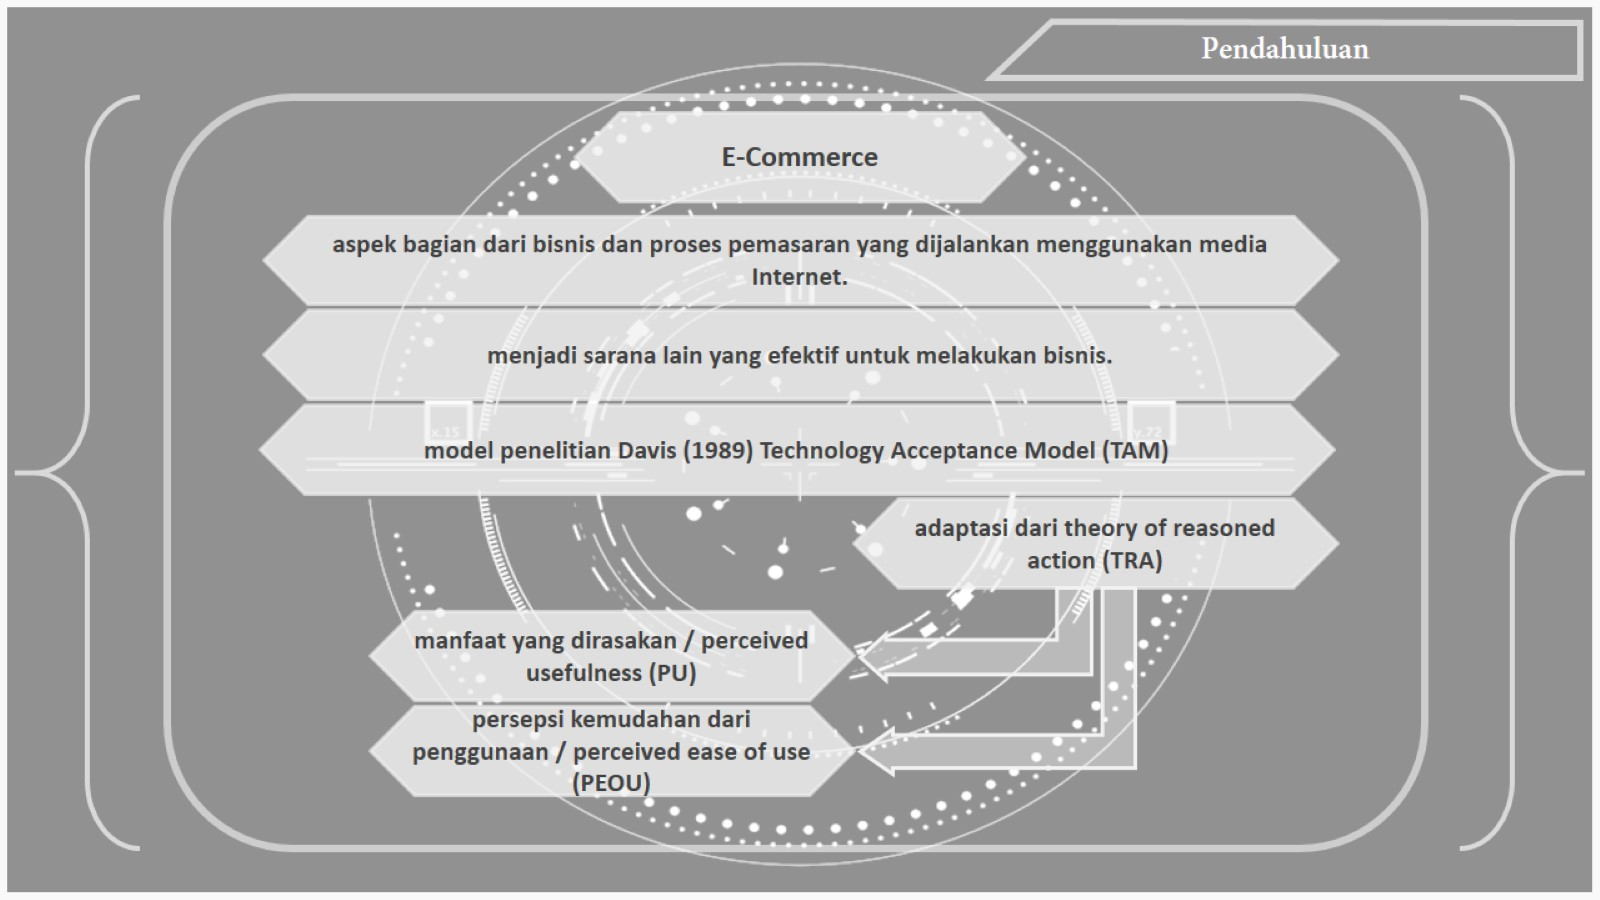 Pendahuluan
E-Commerce
aspek bagian dari bisnis dan proses pemasaran yang dijalankan menggunakan media
Internet.
menjadi sarana lain yang efektif untuk melakukan bisnis.
x.15
y.72
model penelitian Davis (1989) Technology Acceptance Model (TAM)
adaptasi dari theory of reasoned
action (TRA)
manfaat yang dirasakan / perceived
usefulness (PU)
persepsi kemudahan dari
penggunaan / perceived ease of use
(PEOU)